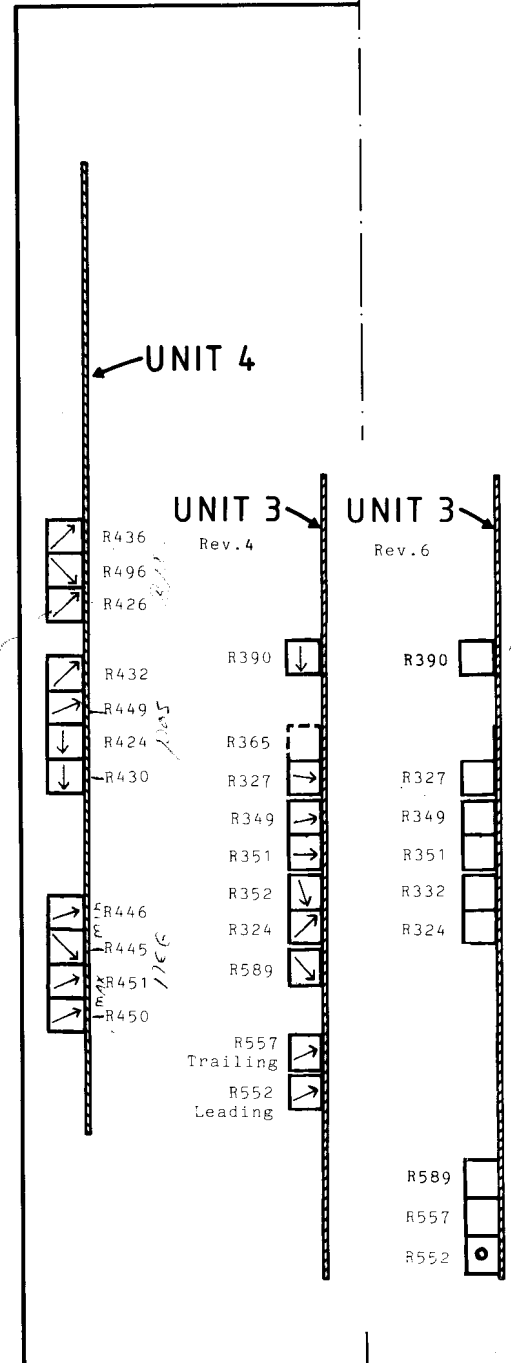 UNIT 4
R436
R496
R426
R432
R449
R424
R430
R446
R445
R451
R450
UNIT 3
Rev.4
R390
R365
R327
R349
R351
R352
R324
R589
R557
Trailing
R552
Leading
UNIT 3
Rev.6
R390
R327
R349
R351
R332
R324
R589
R557
R552